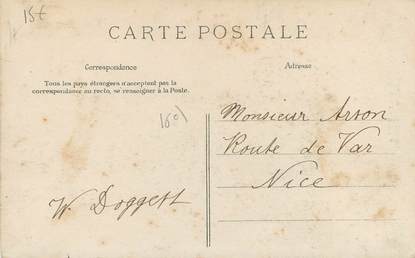 15€
CARTE POSTALE
Correspondance
Adresse
Tous les pays étrangers n'acceptent pas la
correspondance au recto, se renseigner à la Poste.
Monsieur Arson
Route de Var
Nice
W. Doggett